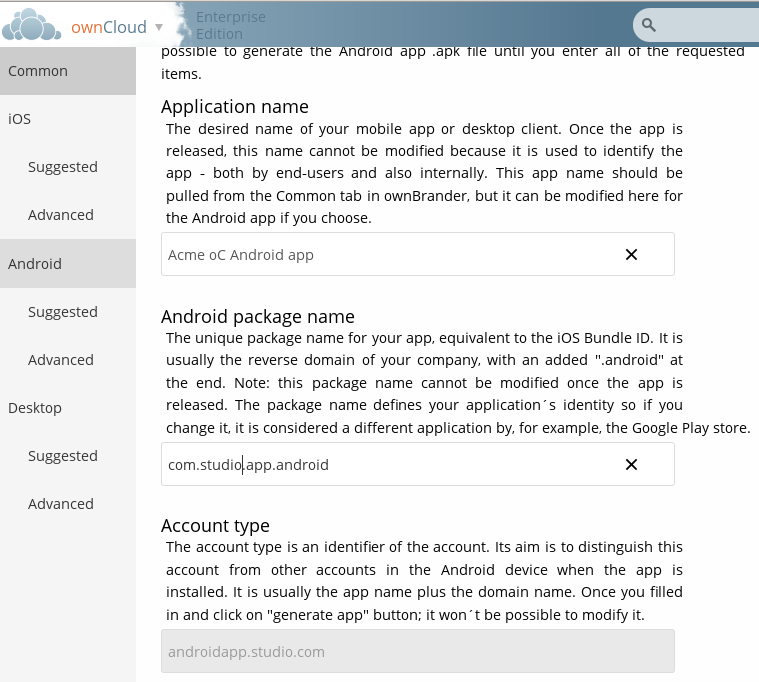 ownCloud
Enterprise
Edition
Common
iOS
Suggested
Advanced
Android
Suggested
Advanced
Desktop
Suggested
Advanced
possible to generate the Android app .apk file until you enter all of the requested
items.
Application name
The desired name of your mobile app or desktop client. Once the app is
released, this name cannot be modified because it is used to identify the
app - both by end-users and also internally. This app name should be
pulled from the Common tab in ownBrander, but it can be modified here for
the Android app if you choose.
Acme oC Android app
Android package name
The unique package name for your app, equivalent to the iOS Bundle ID. It is
usually the reverse domain of your company, with an added ".android" at
the end. Note: this package name cannot be modified once the app is
released. The package name defines your application´s identity so if you
change it, it is considered a different application by, for example, the Google Play store.
com.studio.app.android
Account type
The account type is an identifier of the account. Its aim is to distinguish this
account from other accounts in the Android device when the app is
installed. It is usually the app name plus the domain name. Once you filled
in and click on "generate app" button; it won´t be possible to modify it.
androidapp.studio.com